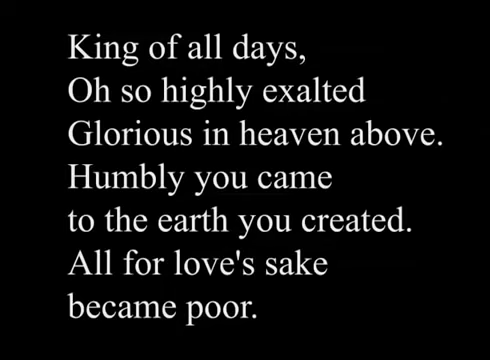 King of all days,
Oh so highly exalted
Glorious in heaven above.
Humbly you came
to the earth you created.
All for love's sake
became poor.